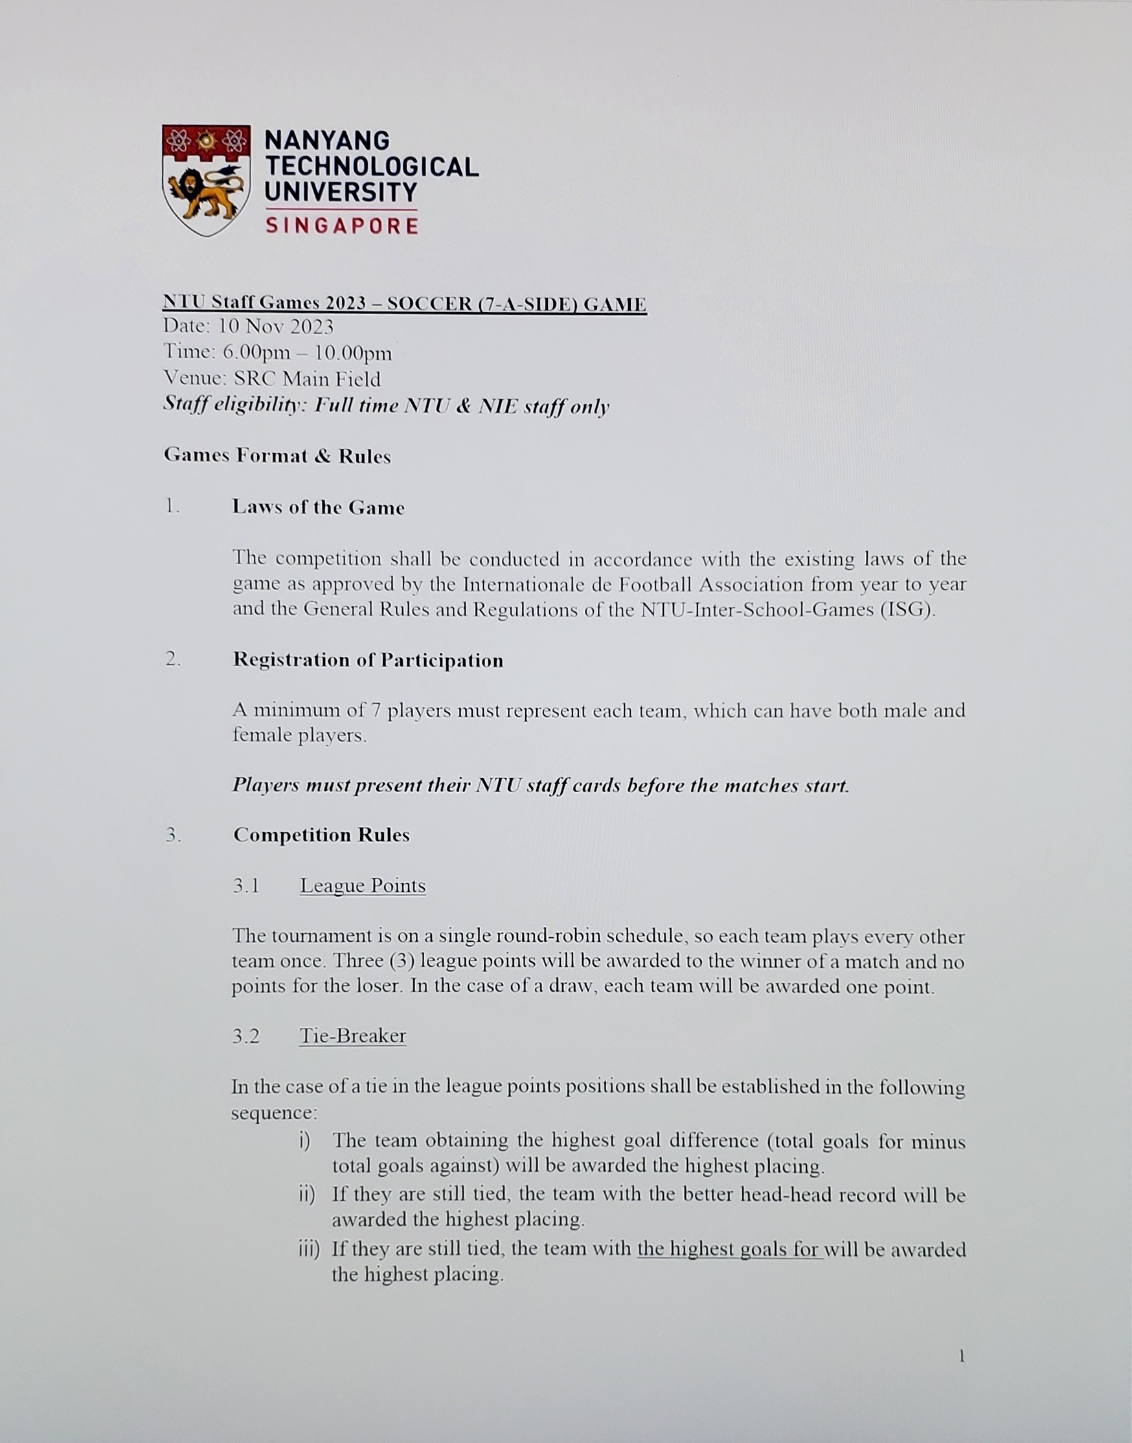 NANYANG
TECHNOLOGICAL
UNIVERSITY
SINGAPORE
NTU Staff Games 2023 – SOCCER (7-A-SIDE) GAME
Date: 10 Nov 2023
Time: 6.00pm – 10.00pm
Venue: SRC Main Field
Staff eligibility: Full time NTU & NIE staff only
Games Format & Rules
1. Laws of the Game
The competition shall be conducted in accordance with the existing laws of the
game as approved by the Internationale de Football Association from year to year
and the General Rules and Regulations of the NTU-Inter-School-Games (ISG).
2. Registration of Participation
A minimum of 7 players must represent each team, which can have both male and
female players.
Players must present their NTU staff cards before the matches start.
3. Competition Rules
3.1 League Points
The tournament is on a single round-robin schedule, so each team plays every other
team once. Three (3) league points will be awarded to the winner of a match and no
points for the loser. In the case of a draw, each team will be awarded one point.
3.2 Tie-Breaker
In the case of a tie in the league points positions shall be established in the following
sequence:
i) The team obtaining the highest goal difference (total goals for minus
total goals against) will be awarded the highest placing.
ii) If they are still tied, the team with the better head-head record will be
awarded the highest placing.
iii) If they are still tied, the team with the highest goals for will be awarded
the highest placing.
1